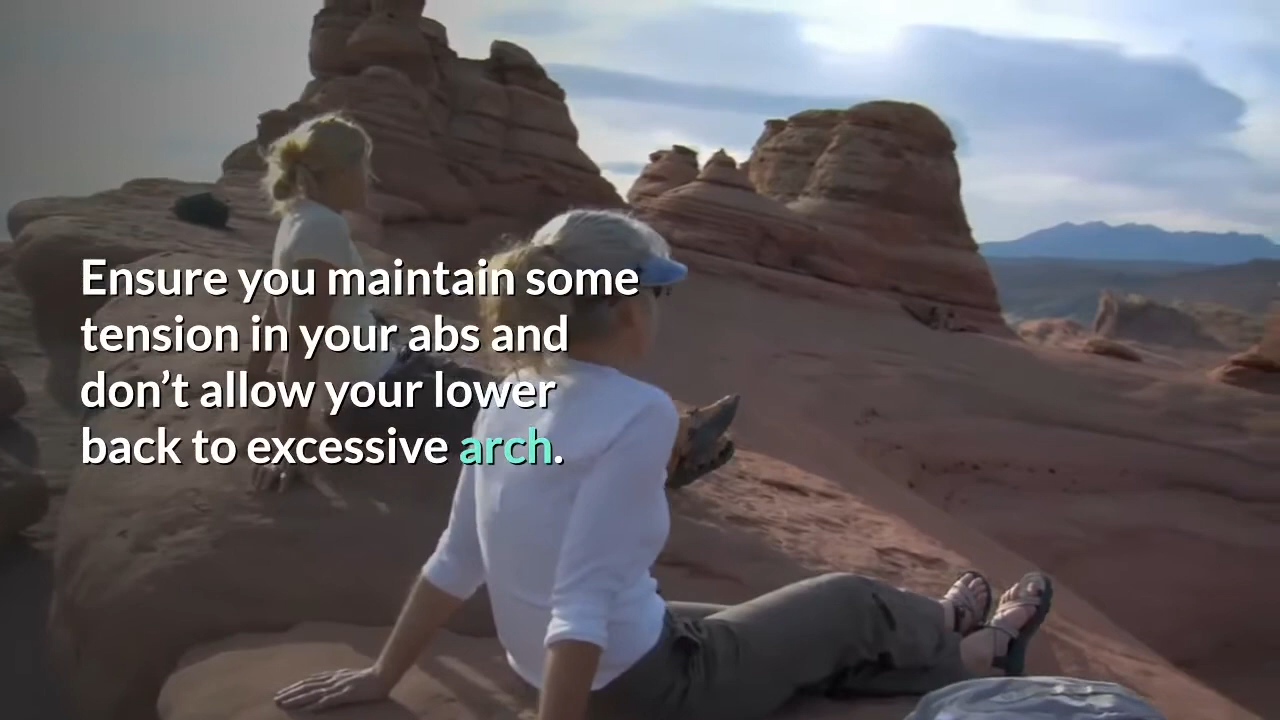 Ensure you maintain some
tension in your abs and
don’t allow your lower
back to excessive arch.